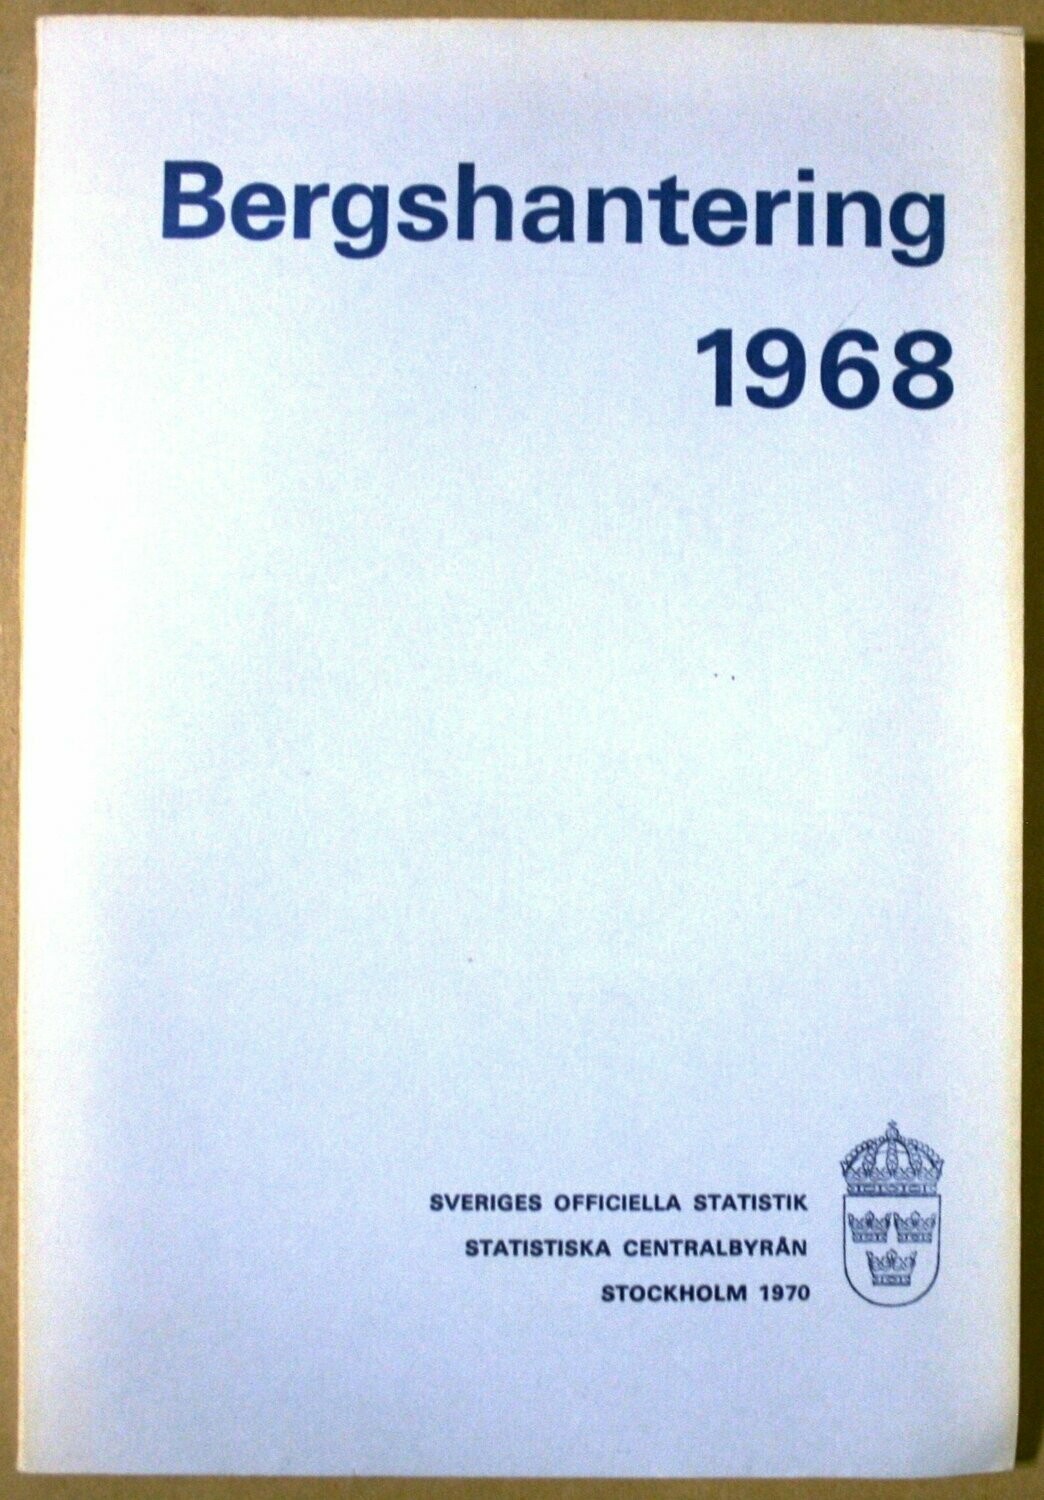 Bergshantering
1968
SVERIGES OFFICIELLA STATISTIK
STATISTISKA CENTRALBYRÅN
STOCKHOLM 1970